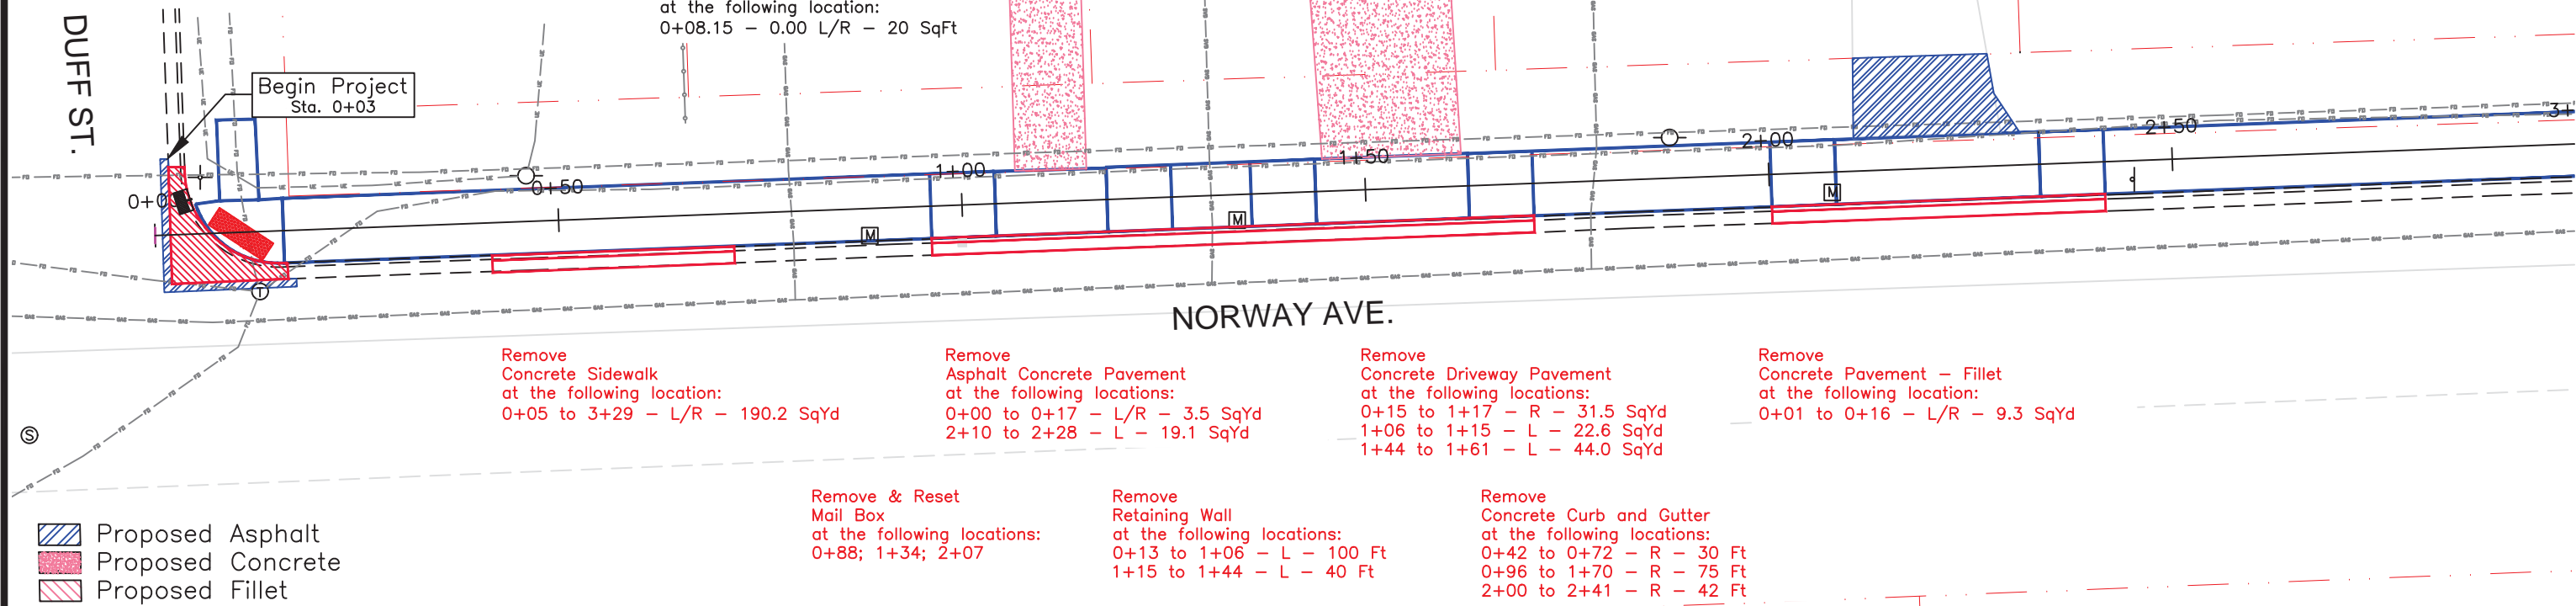 at the following location:
0+08.15 - 0.00 L/R - 20 SqFt
DUFF ST.
Begin Project
Sta. 0+03
0+50
1+00
1+50
2+00
2+50
3+
M
M
M
T
S
NORWAY AVE.
Remove
Concrete Sidewalk
at the following location:
0+05 to 3+29 - L/R - 190.2 SqYd
Remove
Asphalt Concrete Pavement
at the following locations:
0+00 to 0+17 - L/R - 3.5 SqYd
2+10 to 2+28 - L - 19.1 SqYd
Remove
Concrete Driveway Pavement
at the following locations:
0+15 to 1+17 - R - 31.5 SqYd
1+06 to 1+15 - L - 22.6 SqYd
1+44 to 1+61 - L - 44.0 SqYd
Remove
Concrete Pavement - Fillet
at the following location:
0+01 to 0+16 - L/R - 9.3 SqYd
Remove & Reset
Mail Box
at the following locations:
0+88; 1+34; 2+07
Remove
Retaining Wall
at the following locations:
0+13 to 1+06 - L - 100 Ft
1+15 to 1+44 - L - 40 Ft
Remove
Concrete Curb and Gutter
at the following locations:
0+42 to 0+72 - R - 30 Ft
0+96 to 1+70 - R - 75 Ft
2+00 to 2+41 - R - 42 Ft
Proposed Asphalt
Proposed Concrete
Proposed Fillet